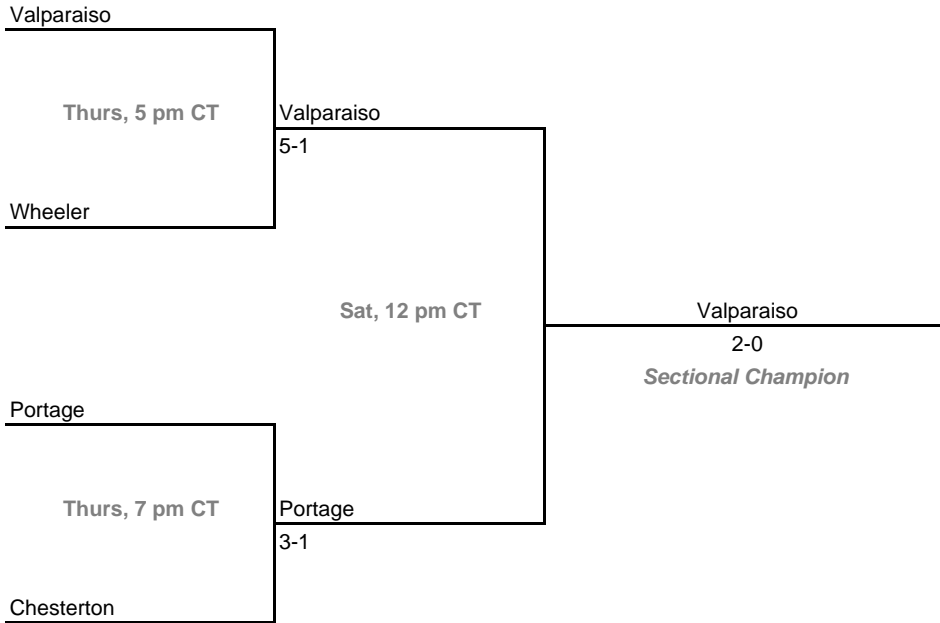 Valparaiso
Thurs, 5 pm CT
Valparaiso
5-1
Wheeler
Sat, 12 pm CT
Valparaiso
2-0
Sectional Champion
Portage
Thurs, 7 pm CT
Portage
3-1
Chesterton